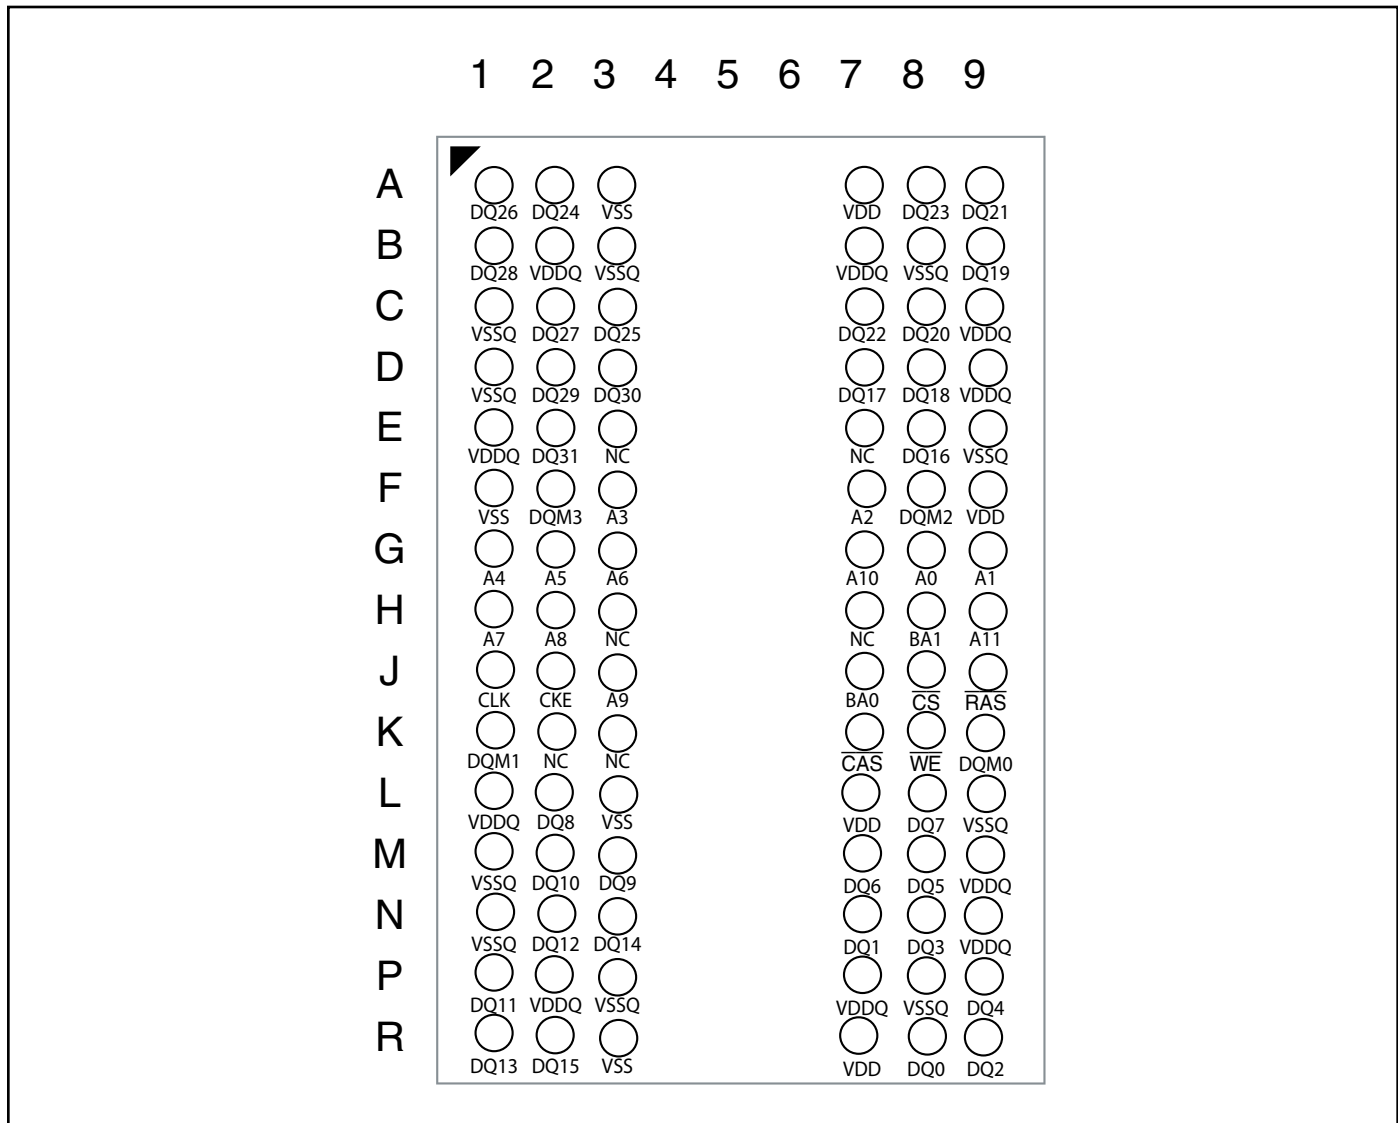 1 2 3 4 5 6 7 8 9
A
DQ26 DQ24 VSS VDD DQ23 DQ21
B
DQ28 VDDQ VSSQ VDDQ VSSQ DQ19
C
VSSQ DQ27 DQ25 DQ22 DQ20 VDDQ
D
VSSQ DQ29 DQ30 DQ17 DQ18 VDDQ
E
VDDQ DQ31 NC NC DQ16 VSSQ
F
VSS DQM3 A3 A2 DQM2 VDD
G
A4 A5 A6 A10 A0 A1
H
A7 A8 NC NC BA1 A11
J
CLK CKE A9 BA0 C̅S̅ R̅A̅S̅
K
DQM1 NC NC C̅A̅S̅ W̅E̅ DQM0
L
VDDQ DQ8 VSS VDD DQ7 VSSQ
M
VSSQ DQ10 DQ9 DQ6 DQ5 VDDQ
N
VSSQ DQ12 DQ14 DQ1 DQ3 VDDQ
P
DQ11 VDDQ VSSQ VDDQ VSSQ DQ4
R
DQ13 DQ15 VSS VDD DQ0 DQ2